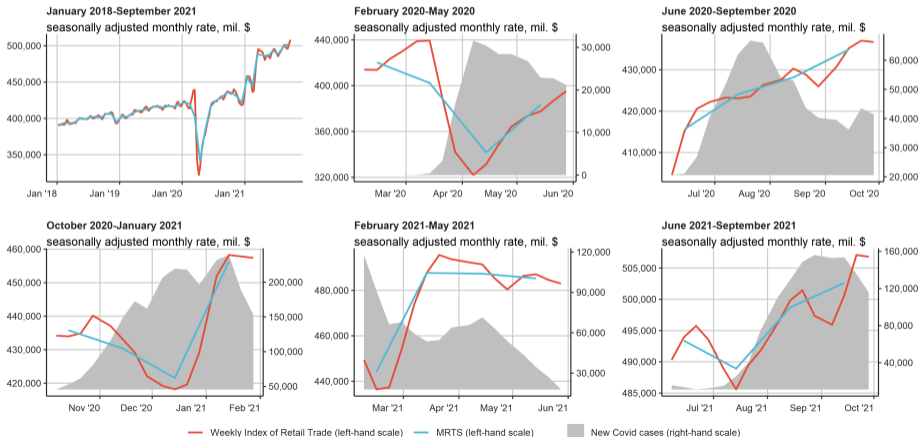 January 2018-September 2021
seasonally adjusted monthly rate, mil. $
500,000
450,000
400,000
350,000
Jan '18
Jan '19
Jan '20
Jan '21
February 2020-May 2020
seasonally adjusted monthly rate, mil. $
440,000
400,000
360,000
320,000
30,000
20,000
10,000
0
Mar '20
Apr '20
May '20
Jun '20
June 2020-September 2020
seasonally adjusted monthly rate, mil. $
430,000
420,000
410,000
60,000
50,000
40,000
30,000
20,000
Jul '20
Aug '20
Sep '20
Oct '20
October 2020-January 2021
seasonally adjusted monthly rate, mil. $
460,000
450,000
440,000
430,000
420,000
200,000
150,000
100,000
50,000
Nov '20
Dec '20
Jan '21
Feb '21
February 2021-May 2021
seasonally adjusted monthly rate, mil. $
480,000
460,000
440,000
120,000
90,000
60,000
30,000
Mar '21
Apr '21
May '21
Jun '21
June 2021-September 2021
seasonally adjusted monthly rate, mil. $
505,000
500,000
495,000
490,000
485,000
160,000
120,000
80,000
40,000
Jul '21
Aug '21
Sep '21
Oct '21
Weekly Index of Retail Trade (left-hand scale)
MRTS (left-hand scale)
New Covid cases (right-hand scale)